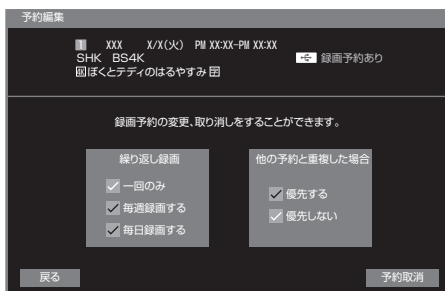 予約編集
1 XXX X/X(火) PM XX:XX-PM XX:XX
SHK BS4K
録画予約あり
4K ぼくとテディのはるやすみ 字
録画予約の変更、取り消しをすることができます。
繰り返し録画
一回のみ
毎週録画する
毎日録画する
他の予約と重複した場合
優先する
優先しない
戻る
予約取消